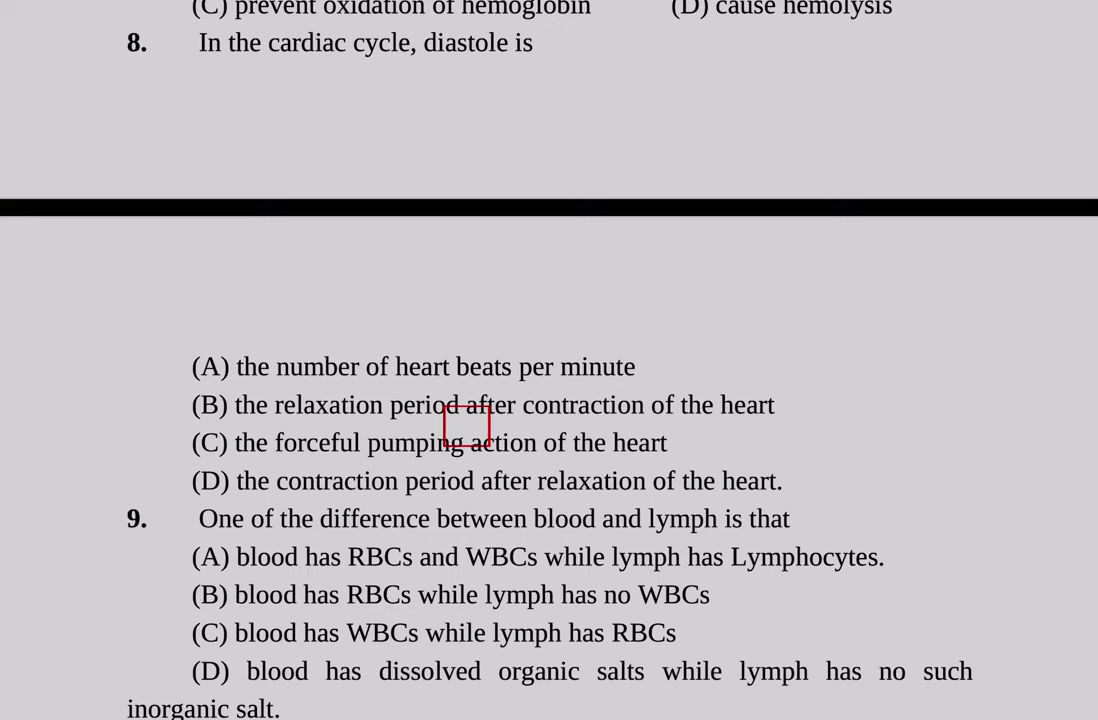 (C) prevent oxidation of hemoglobin (D) cause hemolysis
8. In the cardiac cycle, diastole is
(A) the number of heart beats per minute
(B) the relaxation period after contraction of the heart
(C) the forceful pumping action of the heart
(D) the contraction period after relaxation of the heart.
9. One of the difference between blood and lymph is that
(A) blood has RBCs and WBCs while lymph has Lymphocytes.
(B) blood has RBCs while lymph has no WBCs
(C) blood has WBCs while lymph has RBCs
(D) blood has dissolved organic salts while lymph has no such
inorganic salt.